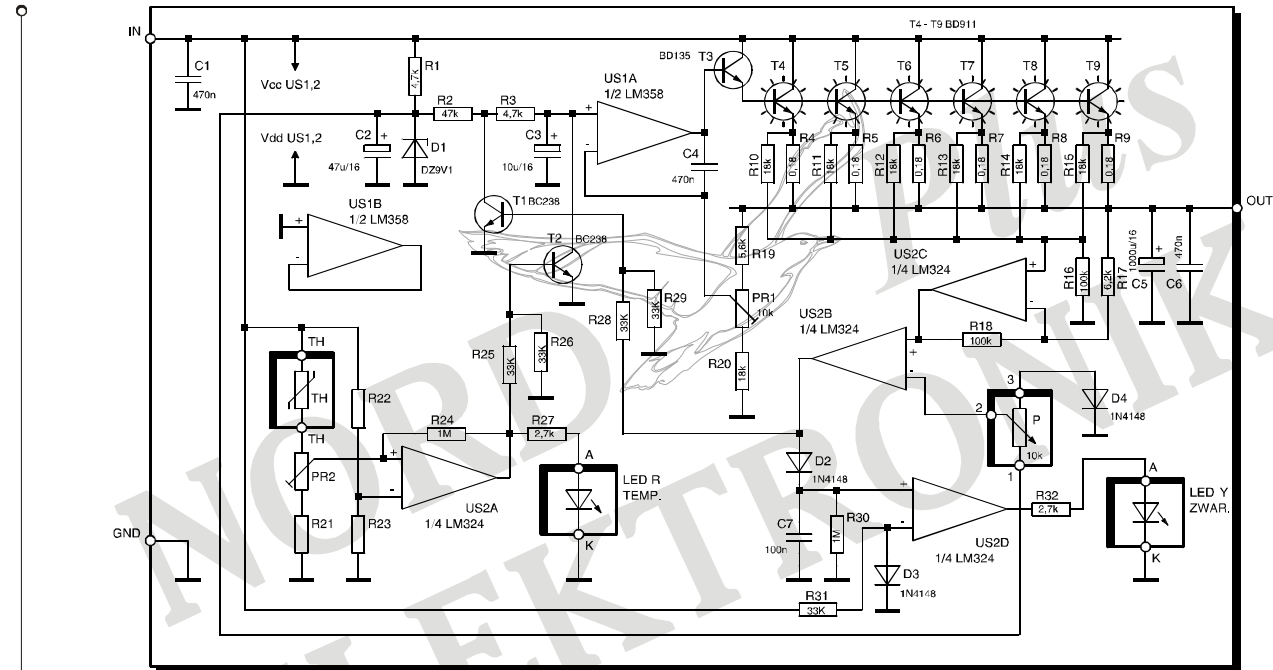 T4 - T9 BD911
IN
C1
470n
Vcc US1,2
R1
4,7k
R2
47k
R3
4,7k
US1A
1/2 LM358
+
-
BD135
T3
T4
T5
T6
T7
T8
T9
Vdd US1,2
C2
+
47u/16
D1
DZ9V1
C3
+
10u/16
C4
470n
R10
18k
R4
0,18
R11
18k
R5
0,18
R12
18k
R6
0,18
R13
18k
R7
0,18
R14
18k
R8
0,18
R15
18k
R9
0,18
OUT
US1B
1/2 LM358
+
-
T1
BC238
T2
BC238
R19
5,6k
PR1
10k
R20
18k
US2C
1/4 LM324
+
-
R16
100k
R17
6,2k
1000u/16
+
C5
470n
C6
R18
100k
R28
33K
R29
33K
US2B
1/4 LM324
+
-
R25
33K
R26
33K
TH
TH
TH
R22
PR2
R21
R23
R24
1M
+
-
US2A
1/4 LM324
R27
2,7k
A
K
LED R
TEMP.
3
2
P
10k
1
D4
1N4148
D2
1N4148
C7
100n
R30
1M
+
-
US2D
1/4 LM324
D3
1N4148
R31
33K
R32
2,7k
A
K
LED Y
ZWAR.
GND
NORD
ELEKTRONIK
Plus